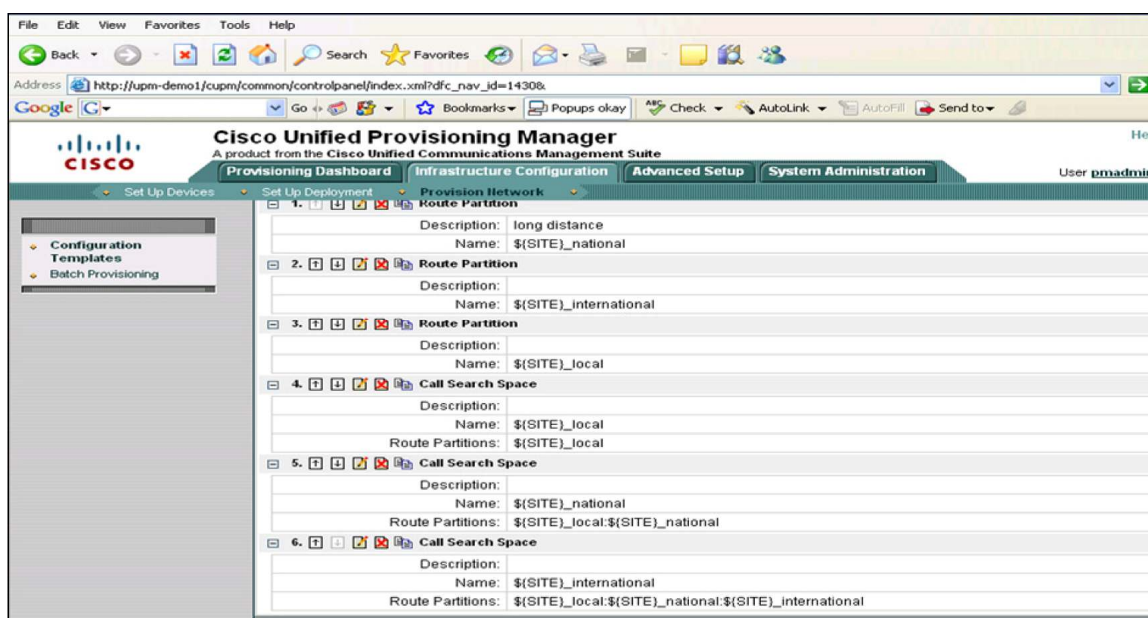 File Edit View Favorites Tools Help
Back Search Favorites
Address http://upm-demo1/cupm/common/controlpanel/index.xml?dfc_nav_id=1430&
Google G Go Bookmarks Popups okay ABC Check AutoLink AutoFill Send to
CISCO
Cisco Unified Provisioning Manager
A product from the Cisco Unified Communications Management Suite
He
Provisioning Dashboard Infrastructure Configuration Advanced Setup System Administration
User pmadmin
Set Up Devices Set Up Deployment Provision Network
Configuration
Templates
Batch Provisioning
1. Route Partition
Description: long distance
Name: ${SITE}_national
2. Route Partition
Description:
Name: ${SITE}_international
3. Route Partition
Description:
Name: ${SITE}_local
4. Call Search Space
Description:
Name: ${SITE}_local
Route Partitions: ${SITE}_local
5. Call Search Space
Description:
Name: ${SITE}_national
Route Partitions: ${SITE}_local:${SITE}_national
6. Call Search Space
Description:
Name: ${SITE}_international
Route Partitions: ${SITE}_local:${SITE}_national:${SITE}_international